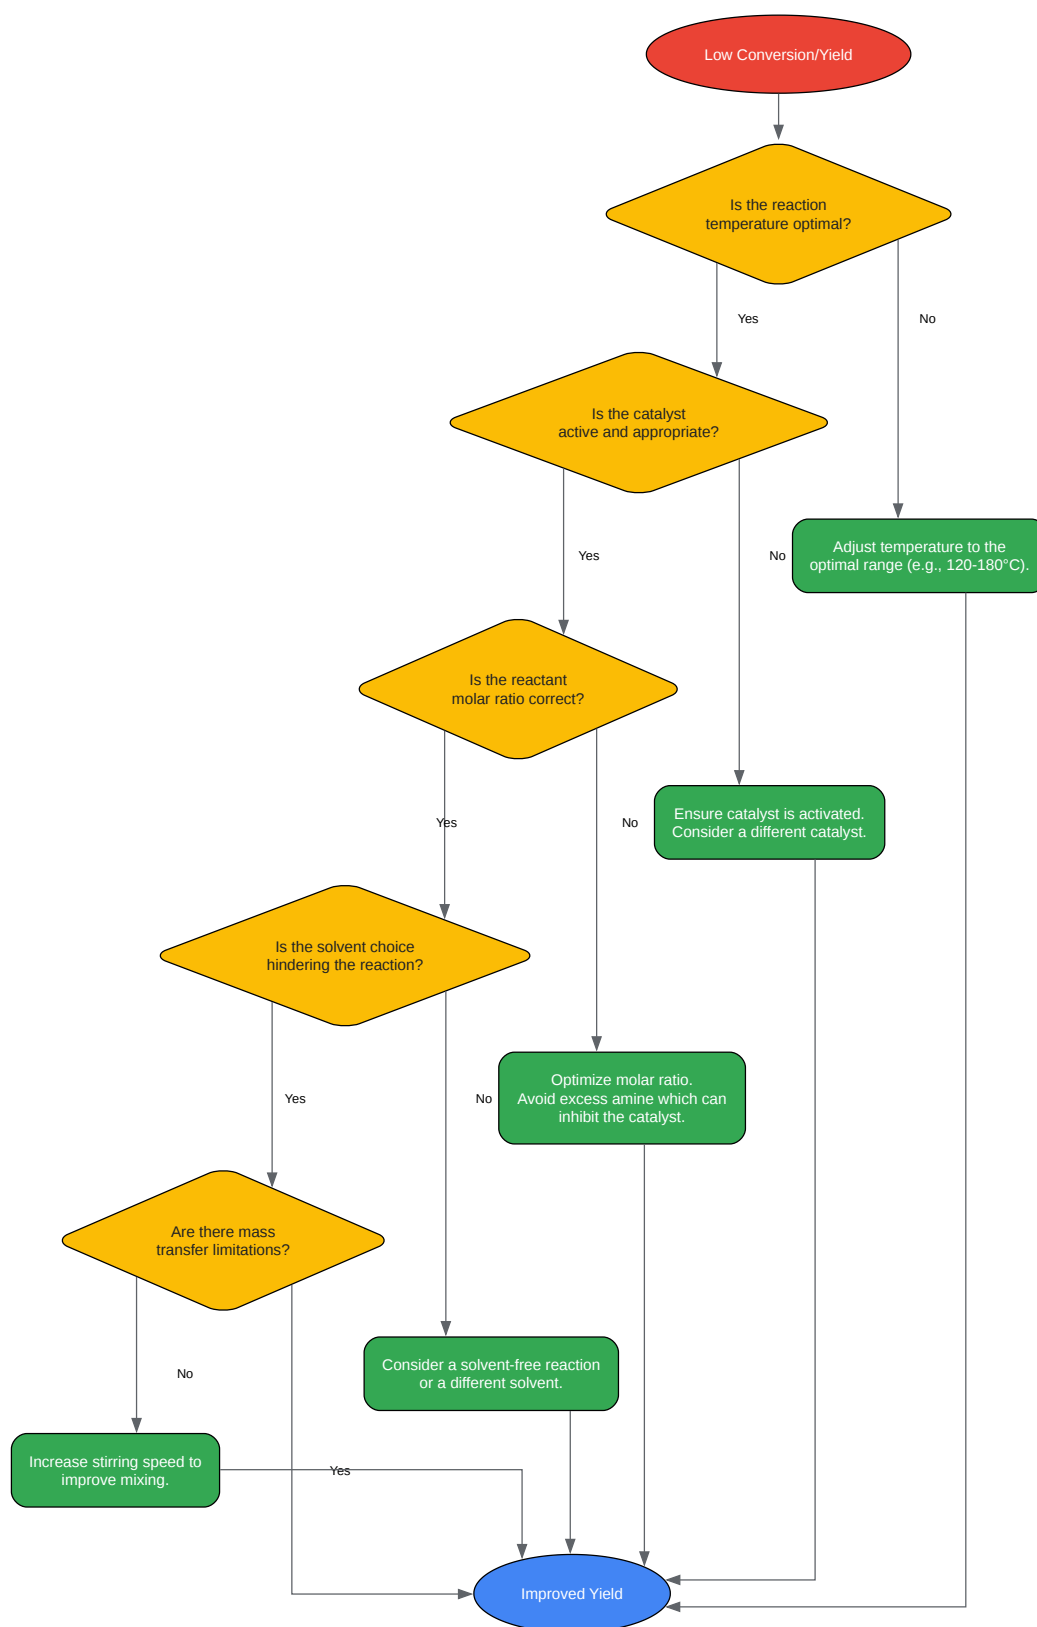 Low Conversion/Yield
Is the reaction
temperature optimal?
Yes
No
Is the catalyst
active and appropriate?
Yes
No
Adjust temperature to the
optimal range (e.g., 120-180°C).
Is the reactant
molar ratio correct?
Yes
No
Ensure catalyst is activated.
Consider a different catalyst.
Is the solvent choice
hindering the reaction?
Yes
No
Optimize molar ratio.
Avoid excess amine which can
inhibit the catalyst.
Are there mass
transfer limitations?
No
Consider a solvent-free reaction
or a different solvent.
Increase stirring speed to
improve mixing.
Yes
Improved Yield